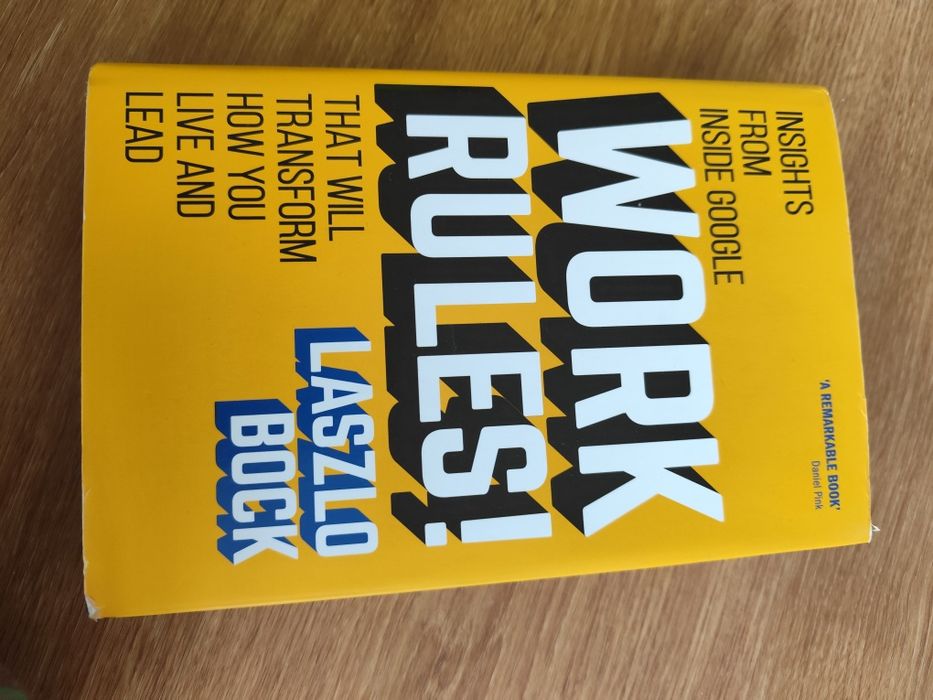 'A REMARKABLE BOOK'
Daniel Pink
INSIGHTS
FROM
INSIDE GOOGLE
WORK
RULES!
THAT WILL
TRANSFORM
HOW YOU
LIVE AND
LEAD
LASZLO
BOCK